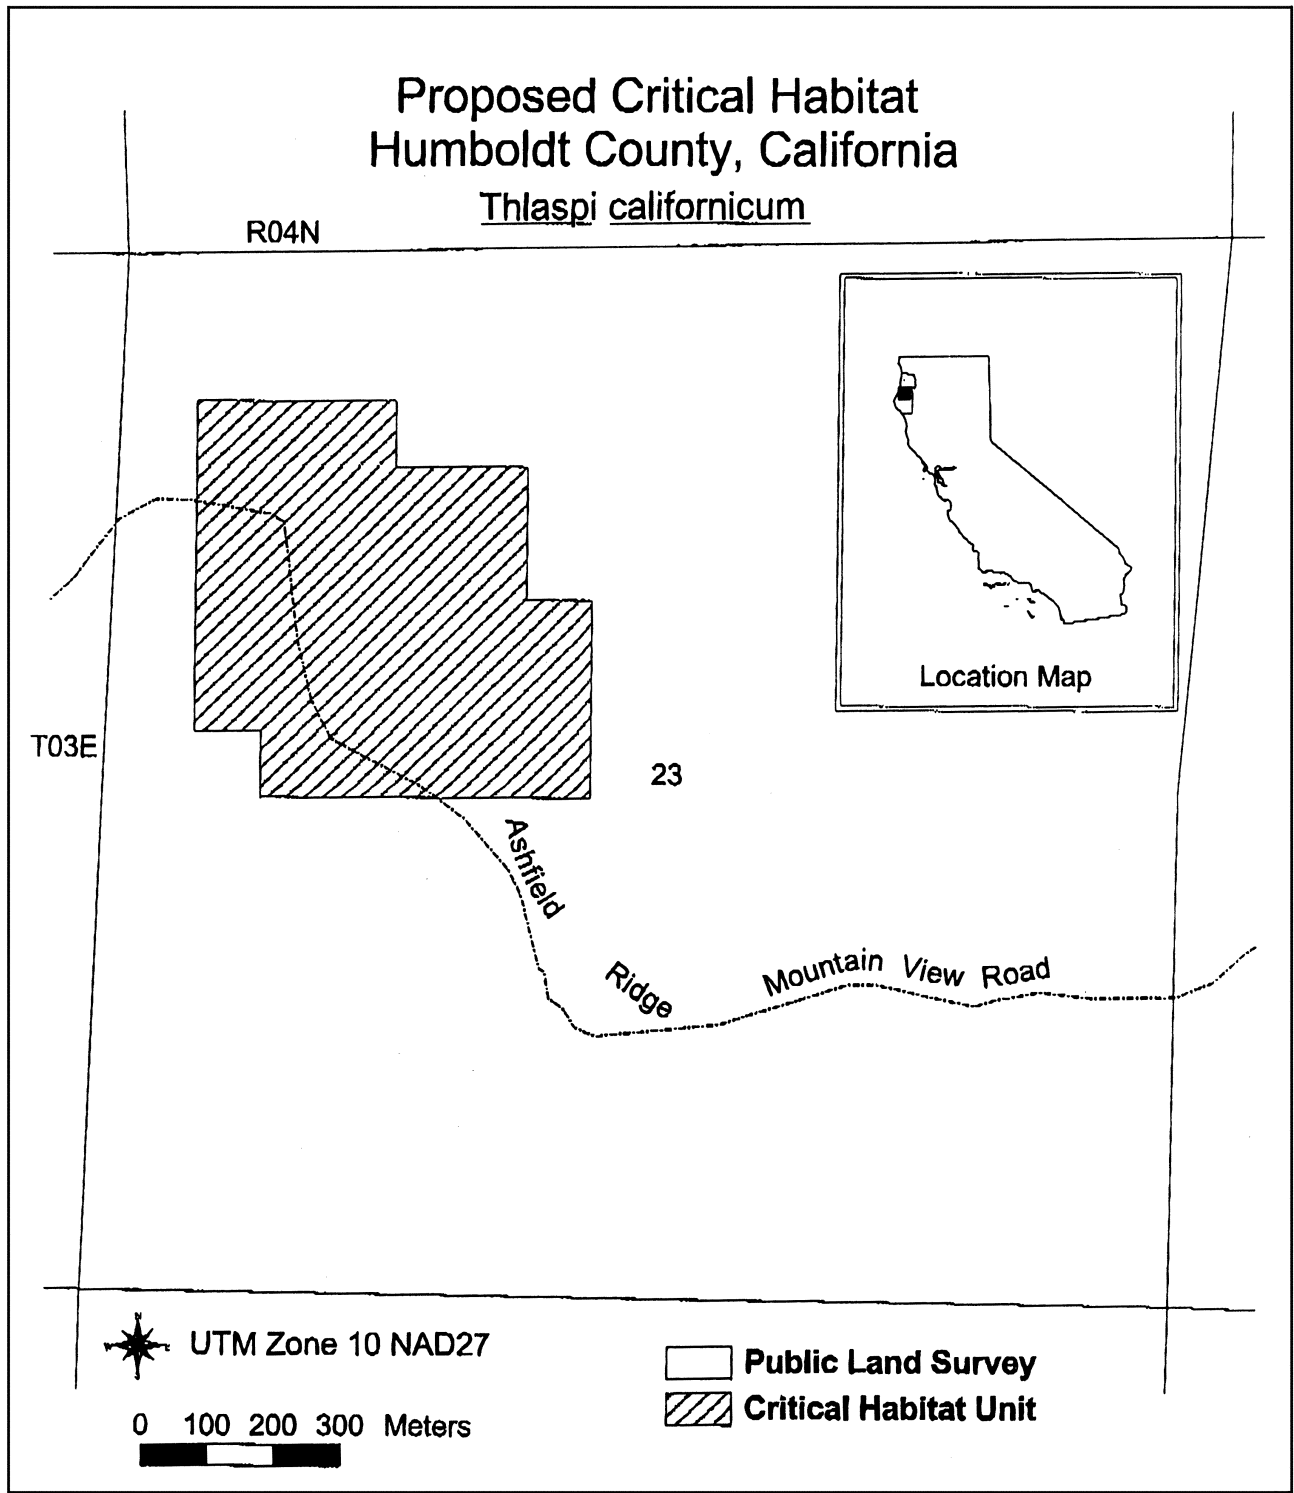 Proposed Critical Habitat
Humboldt County, California
Thlaspi californicum
R04N
Location Map
T03E
23
Ashfield
Ridge
Mountain View Road
N
W
E
S
UTM Zone 10 NAD27
Public Land Survey
Critical Habitat Unit
0 100 200 300 Meters